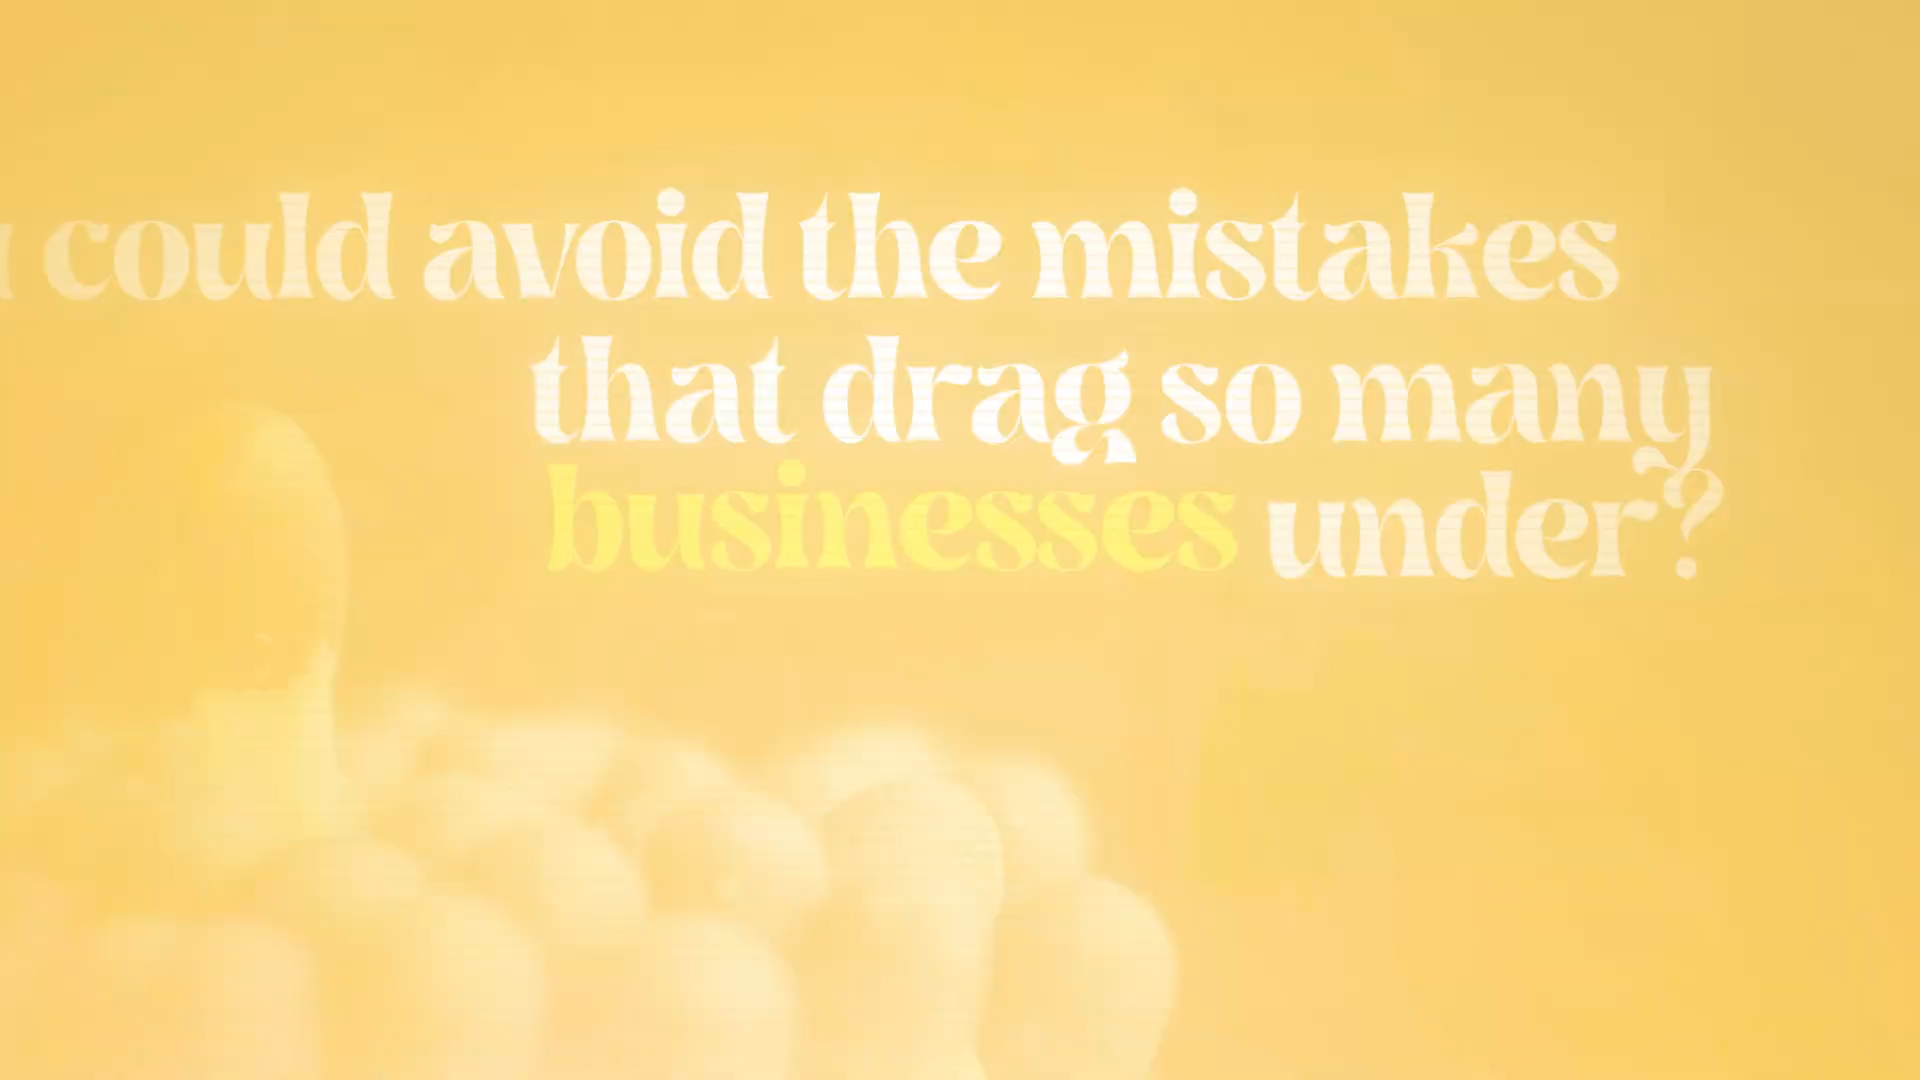 could avoid the mistakes
that drag so many
businesses under?